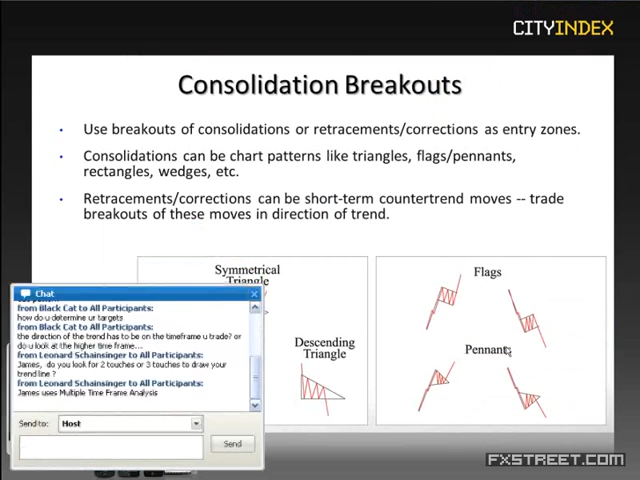 CITYINDEX
Consolidation Breakouts
• Use breakouts of consolidations or retracements/corrections as entry zones.
• Consolidations can be chart patterns like triangles, flags/pennants,
rectangles, wedges, etc.
• Retracements/corrections can be short-term countertrend moves -- trade
breakouts of these moves in direction of trend.
Symmetrical
Triangle
Descending
Triangle
Flags
Pennants
Chat
from Black Cat to All Participants:
how do u determine ur targets
from Black Cat to All Participants:
the direction of the trend has to be on the timeframe u trade? or
do u look at the higher time frame...
from Leonard Schainsinger to All Participants:
James, do you look for 2 touches or 3 touches to draw your
trend line ?
from Leonard Schainsinger to All Participants:
James uses Multiple Time Frame Analysis
Send to: Host
Send
FXSTREET.COM